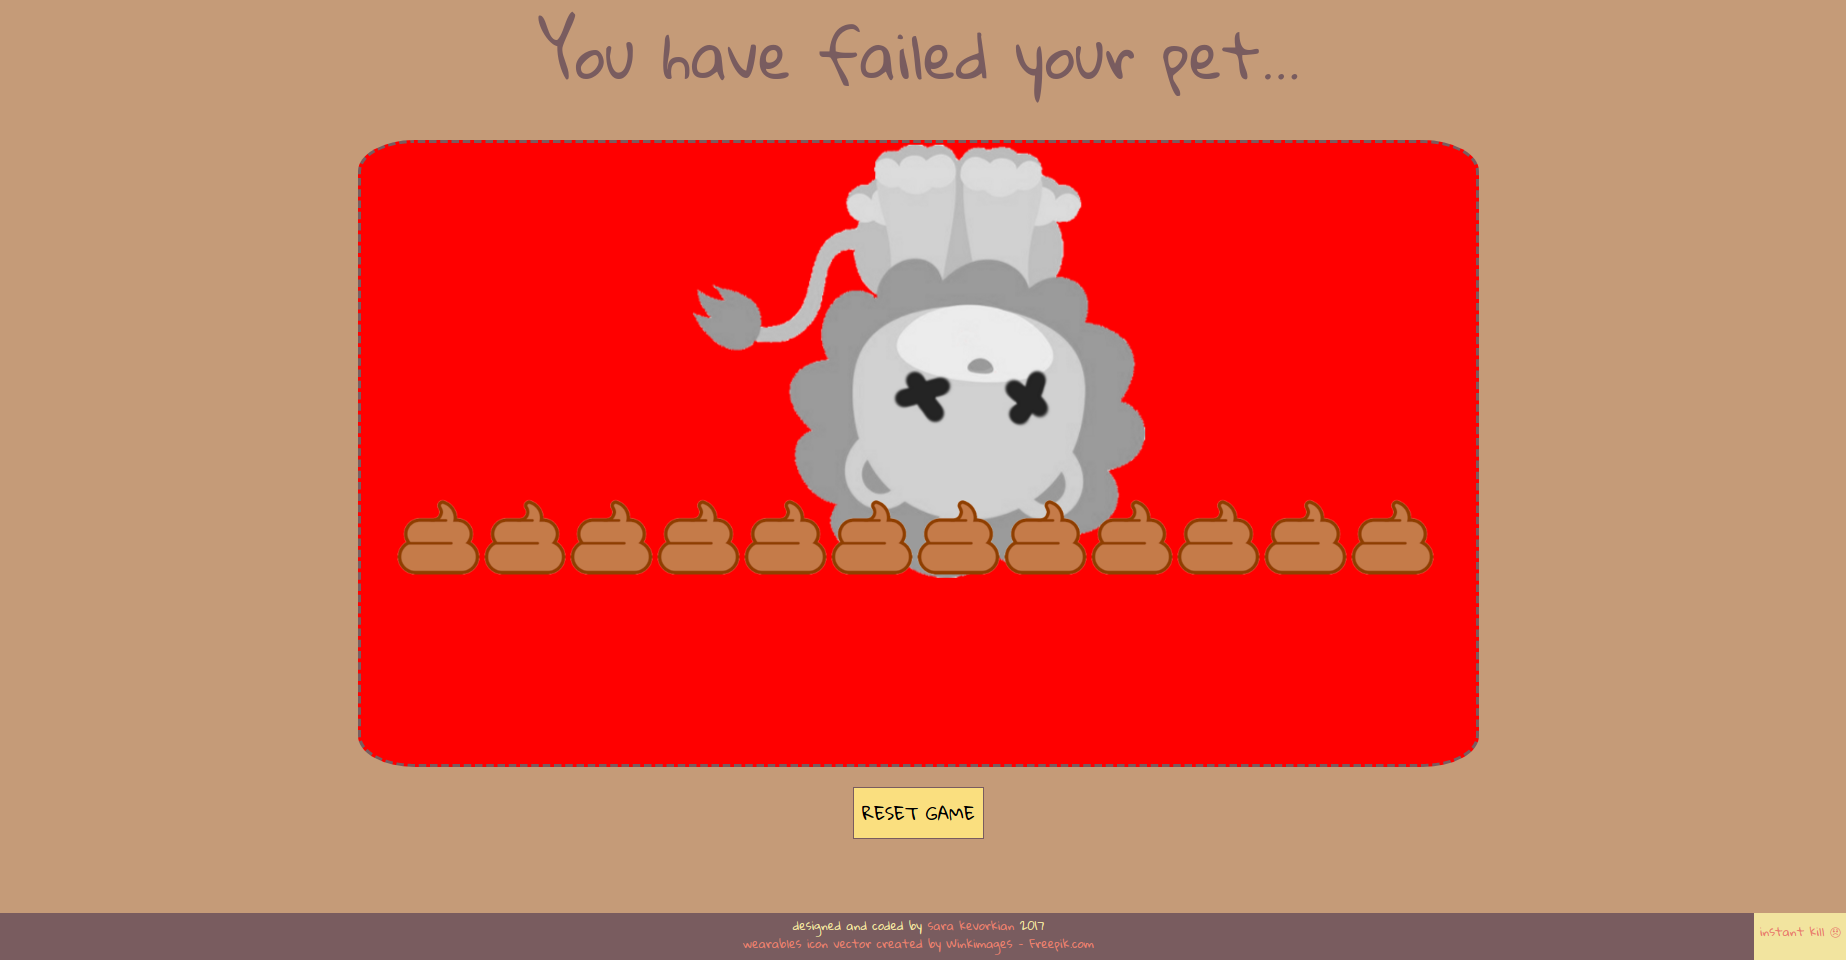 You have failed your pet...
RESET GAME
designed and coded by sara kevorkian 2017
wearables icon vector created by Winkimages - Freepik.com
instant kill ☹